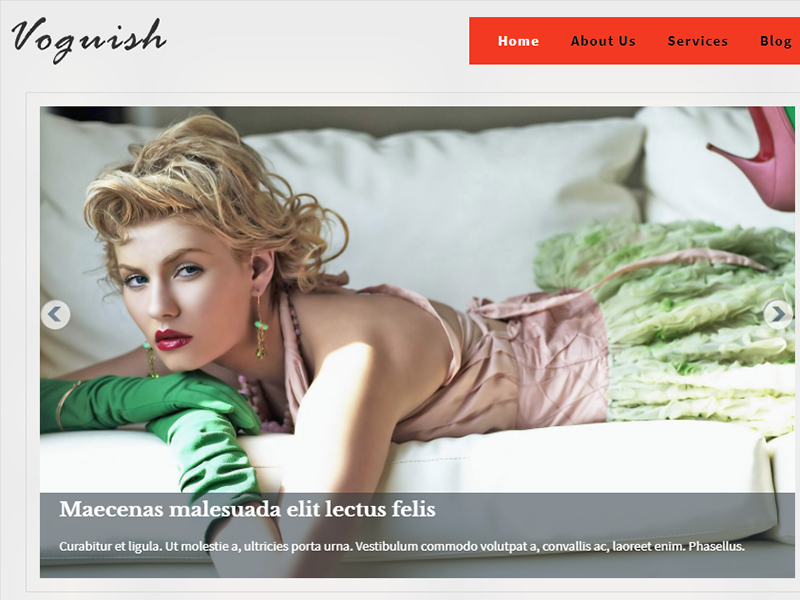 Voguish
Home About Us Services Blog
Maecenas malesuada elit lectus felis
Curabitur et ligula. Ut molestie a, ultricies porta urna. Vestibulum commodo volutpat a, convallis ac, laoreet enim. Phasellus.